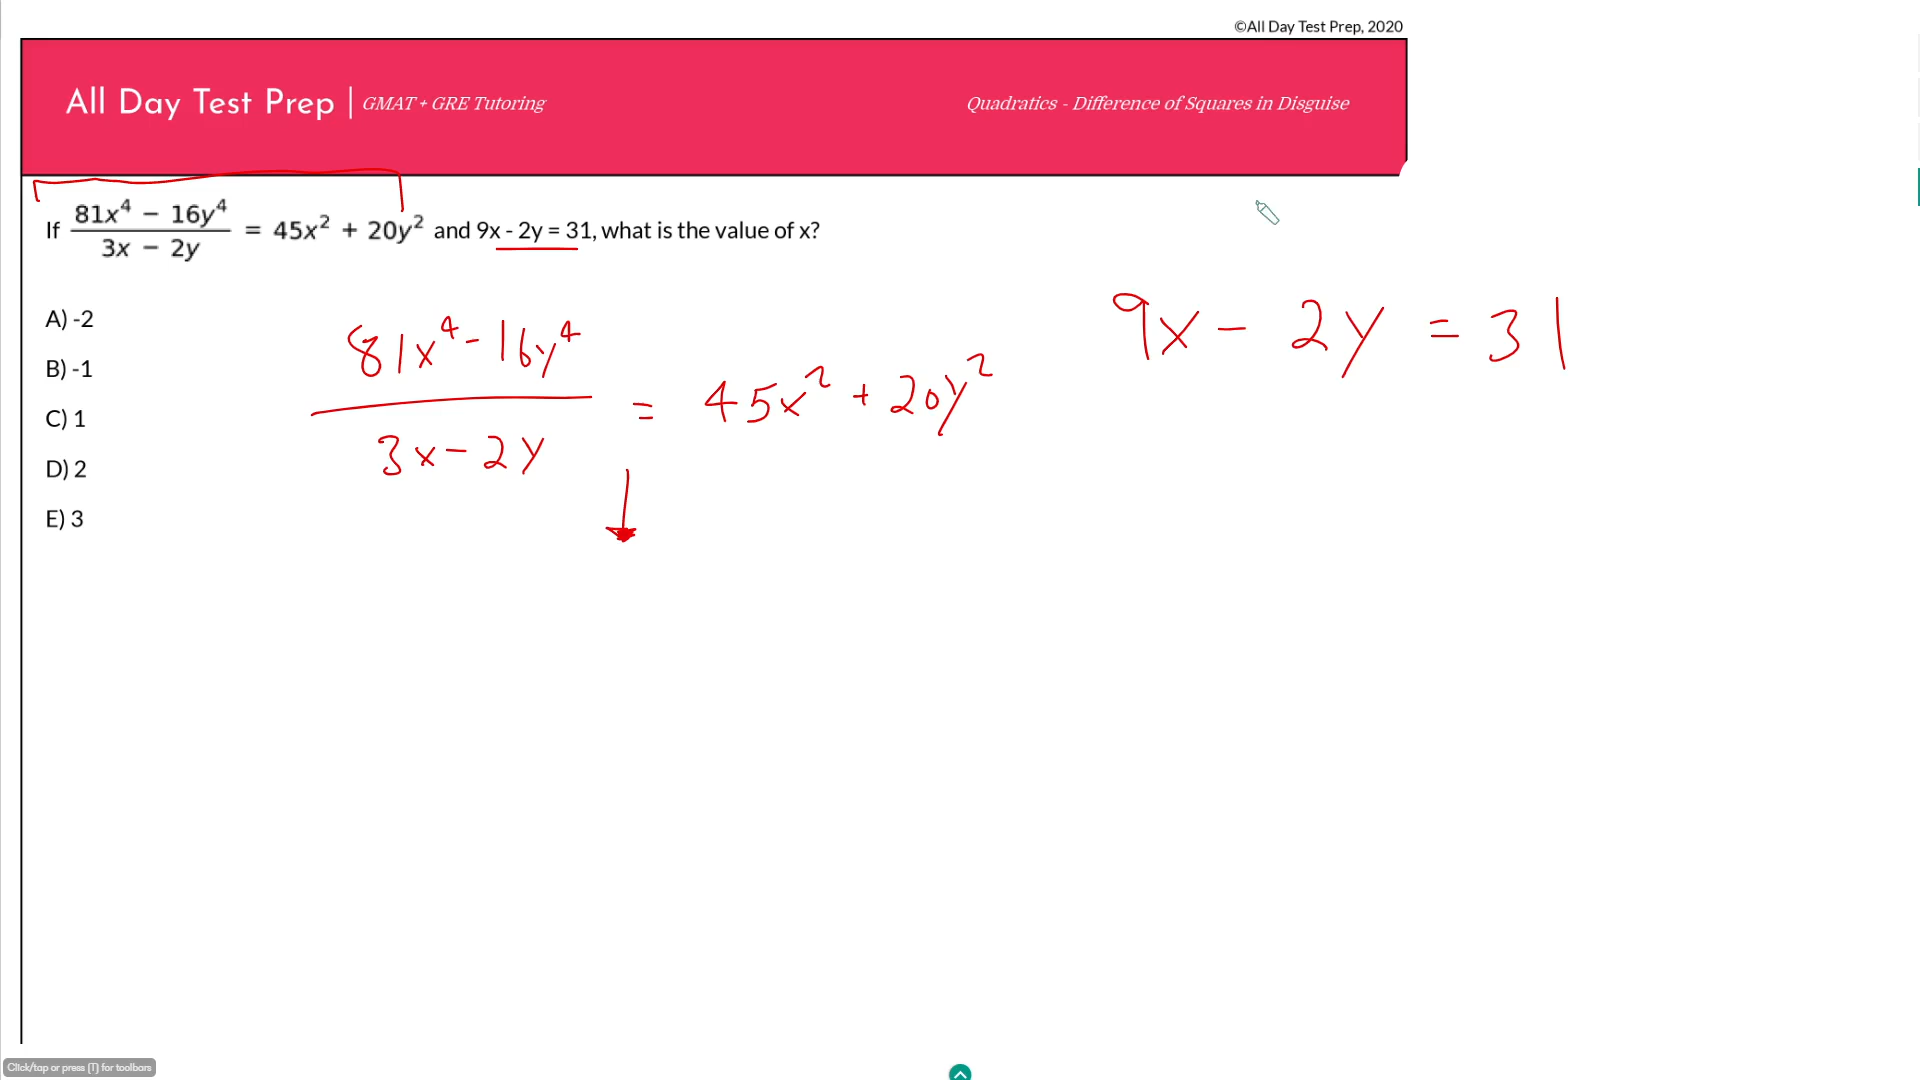 ©All Day Test Prep, 2020
All Day Test Prep | GMAT + GRE Tutoring
Quadratics - Difference of Squares in Disguise
If (81x⁴ − 16y⁴)/(3x − 2y) = 45x² + 20y² and 9x - 2y = 31, what is the value of x?
A) -2
B) -1
C) 1
D) 2
E) 3
81x⁴ - 16y⁴
3x - 2y
= 45x² + 20y²
9x - 2y = 31
Click/tap or press (T) for toolbars